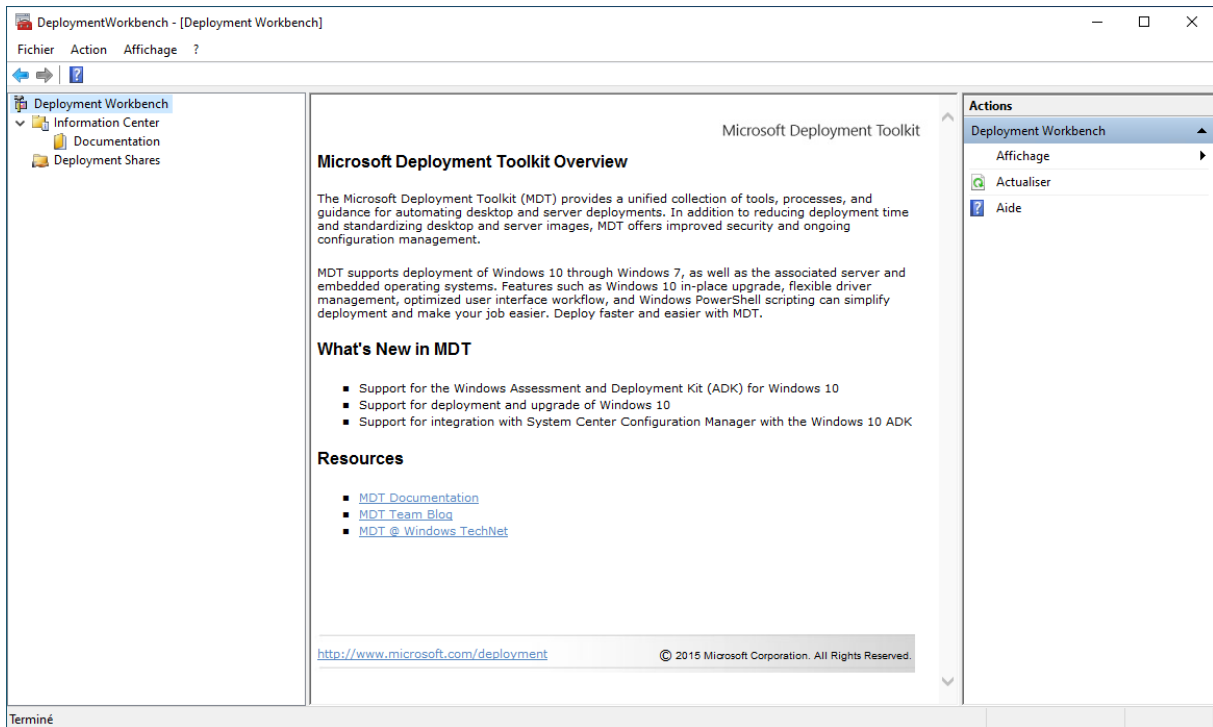 DeploymentWorkbench - [Deployment Workbench]
Fichier Action Affichage ?
Deployment Workbench
Information Center
Documentation
Deployment Shares
Microsoft Deployment Toolkit
Microsoft Deployment Toolkit Overview
The Microsoft Deployment Toolkit (MDT) provides a unified collection of tools, processes, and
guidance for automating desktop and server deployments. In addition to reducing deployment time
and standardizing desktop and server images, MDT offers improved security and ongoing
configuration management.
MDT supports deployment of Windows 10 through Windows 7, as well as the associated server and
embedded operating systems. Features such as Windows 10 in-place upgrade, flexible driver
management, optimized user interface workflow, and Windows PowerShell scripting can simplify
deployment and make your job easier. Deploy faster and easier with MDT.
What's New in MDT
■ Support for the Windows Assessment and Deployment Kit (ADK) for Windows 10
■ Support for deployment and upgrade of Windows 10
■ Support for integration with System Center Configuration Manager with the Windows 10 ADK
Resources
■ MDT Documentation
■ MDT Team Blog
■ MDT @ Windows TechNet
http://www.microsoft.com/deployment
© 2015 Microsoft Corporation. All Rights Reserved.
Actions
Deployment Workbench
Affichage
Actualiser
Aide
Terminé